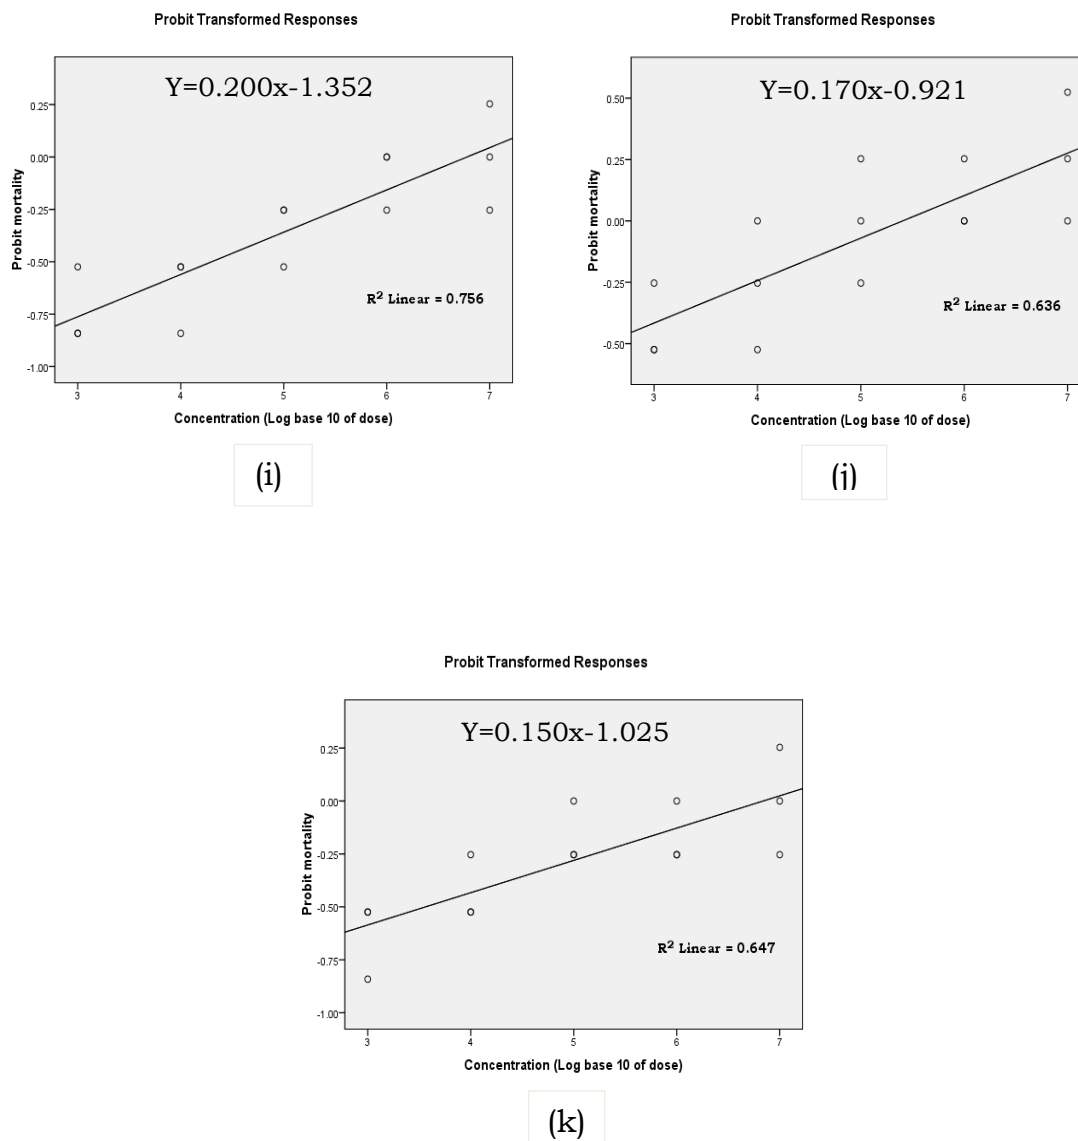 Probit Transformed Responses
Y=0.200x-1.352
Probit mortality
0.25
0.00
-0.25
-0.50
-0.75
-1.00
R² Linear = 0.756
3 4 5 6 7
Concentration (Log base 10 of dose)
(i)
Probit Transformed Responses
Y=0.170x-0.921
Probit mortality
0.50
0.25
0.00
-0.25
-0.50
R² Linear = 0.636
3 4 5 6 7
Concentration (Log base 10 of dose)
(j)
Probit Transformed Responses
Y=0.150x-1.025
Probit mortality
0.25
0.00
-0.25
-0.50
-0.75
-1.00
R² Linear = 0.647
3 4 5 6 7
Concentration (Log base 10 of dose)
(k)